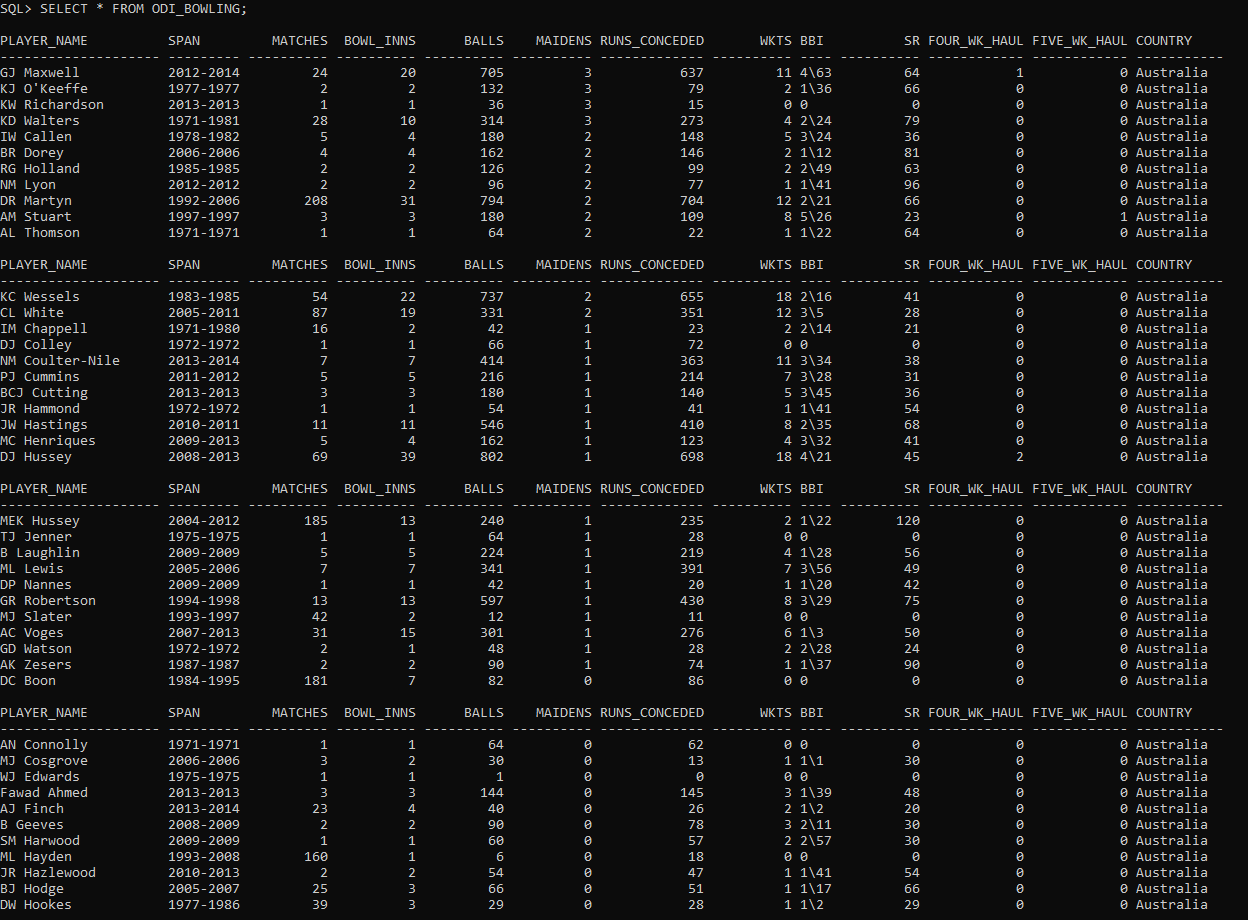 SQL> SELECT * FROM ODI_BOWLING;
PLAYER_NAME SPAN MATCHES BOWL_INNS BALLS MAIDENS RUNS_CONCEDED WKTS BBI SR FOUR_WK_HAUL FIVE_WK_HAUL COUNTRY
-------------------- ---------- ---------- ---------- ---------- ---------- ------------- ---------- ---- ---------- ------------ ------------ -----------
GJ Maxwell 2012-2014 24 20 705 3 637 11 4\63 64 1 0 Australia
KJ O'Keeffe 1977-1977 2 2 132 3 79 2 1\36 66 0 0 Australia
KW Richardson 2013-2013 1 1 36 3 15 0 0 0 0 0 Australia
KD Walters 1971-1981 28 10 314 3 273 4 2\24 79 0 0 Australia
IW Callen 1978-1982 5 4 180 2 148 5 3\24 36 0 0 Australia
BR Dorey 2006-2006 4 4 162 2 146 2 1\12 81 0 0 Australia
RG Holland 1985-1985 2 2 126 2 99 2 2\49 63 0 0 Australia
NM Lyon 2012-2012 2 2 96 2 77 1 1\41 96 0 0 Australia
DR Martyn 1992-2006 208 31 794 2 704 12 2\21 66 0 0 Australia
AM Stuart 1997-1997 3 3 180 2 109 8 5\26 23 0 1 Australia
AL Thomson 1971-1971 1 1 64 2 22 1 1\22 64 0 0 Australia
PLAYER_NAME SPAN MATCHES BOWL_INNS BALLS MAIDENS RUNS_CONCEDED WKTS BBI SR FOUR_WK_HAUL FIVE_WK_HAUL COUNTRY
-------------------- ---------- ---------- ---------- ---------- ---------- ------------- ---------- ---- ---------- ------------ ------------ -----------
KC Wessels 1983-1985 54 22 737 2 655 18 2\16 41 0 0 Australia
CL White 2005-2011 87 19 331 2 351 12 3\5 28 0 0 Australia
IM Chappell 1971-1980 16 2 42 1 23 2 2\14 21 0 0 Australia
DJ Colley 1972-1972 1 1 66 1 72 0 0 0 0 0 Australia
NM Coulter-Nile 2013-2014 7 7 414 1 363 11 3\34 38 0 0 Australia
PJ Cummins 2011-2012 5 5 216 1 214 7 3\28 31 0 0 Australia
BCJ Cutting 2013-2013 3 3 180 1 140 5 3\45 36 0 0 Australia
JR Hammond 1972-1972 1 1 54 1 41 1 1\41 54 0 0 Australia
JW Hastings 2010-2011 11 11 546 1 410 8 2\35 68 0 0 Australia
MC Henriques 2009-2013 5 4 162 1 123 4 3\32 41 0 0 Australia
DJ Hussey 2008-2013 69 39 802 1 698 18 4\21 45 2 0 Australia
PLAYER_NAME SPAN MATCHES BOWL_INNS BALLS MAIDENS RUNS_CONCEDED WKTS BBI SR FOUR_WK_HAUL FIVE_WK_HAUL COUNTRY
-------------------- ---------- ---------- ---------- ---------- ---------- ------------- ---------- ---- ---------- ------------ ------------ -----------
MEK Hussey 2004-2012 185 13 240 1 235 2 1\22 120 0 0 Australia
TJ Jenner 1975-1975 1 1 64 1 28 0 0 0 0 0 Australia
B Laughlin 2009-2009 5 5 224 1 219 4 1\28 56 0 0 Australia
ML Lewis 2005-2006 7 7 341 1 391 7 3\56 49 0 0 Australia
DP Nannes 2009-2009 1 1 42 1 20 1 1\20 42 0 0 Australia
GR Robertson 1994-1998 13 13 597 1 430 8 3\29 75 0 0 Australia
MJ Slater 1993-1997 42 2 12 1 11 0 0 0 0 0 Australia
AC Voges 2007-2013 31 15 301 1 276 6 1\3 50 0 0 Australia
GD Watson 1972-1972 2 1 48 1 28 2 2\28 24 0 0 Australia
AK Zesers 1987-1987 2 2 90 1 74 1 1\37 90 0 0 Australia
DC Boon 1984-1995 181 7 82 0 86 0 0 0 0 0 Australia
PLAYER_NAME SPAN MATCHES BOWL_INNS BALLS MAIDENS RUNS_CONCEDED WKTS BBI SR FOUR_WK_HAUL FIVE_WK_HAUL COUNTRY
-------------------- ---------- ---------- ---------- ---------- ---------- ------------- ---------- ---- ---------- ------------ ------------ -----------
AN Connolly 1971-1971 1 1 64 0 62 0 0 0 0 0 Australia
MJ Cosgrove 2006-2006 3 2 30 0 13 1 1\1 30 0 0 Australia
WJ Edwards 1975-1975 1 1 1 0 0 0 0 0 0 0 Australia
Fawad Ahmed 2013-2013 3 3 144 0 145 3 1\39 48 0 0 Australia
AJ Finch 2013-2014 23 4 40 0 26 2 1\2 20 0 0 Australia
B Geeves 2008-2009 2 2 90 0 78 3 2\11 30 0 0 Australia
SM Harwood 2009-2009 1 1 60 0 57 2 2\57 30 0 0 Australia
ML Hayden 1993-2008 160 1 6 0 18 0 0 0 0 0 Australia
JR Hazlewood 2010-2013 2 2 54 0 47 1 1\41 54 0 0 Australia
BJ Hodge 2005-2007 25 3 66 0 51 1 1\17 66 0 0 Australia
DW Hookes 1977-1986 39 3 29 0 28 1 1\2 29 0 0 Australia